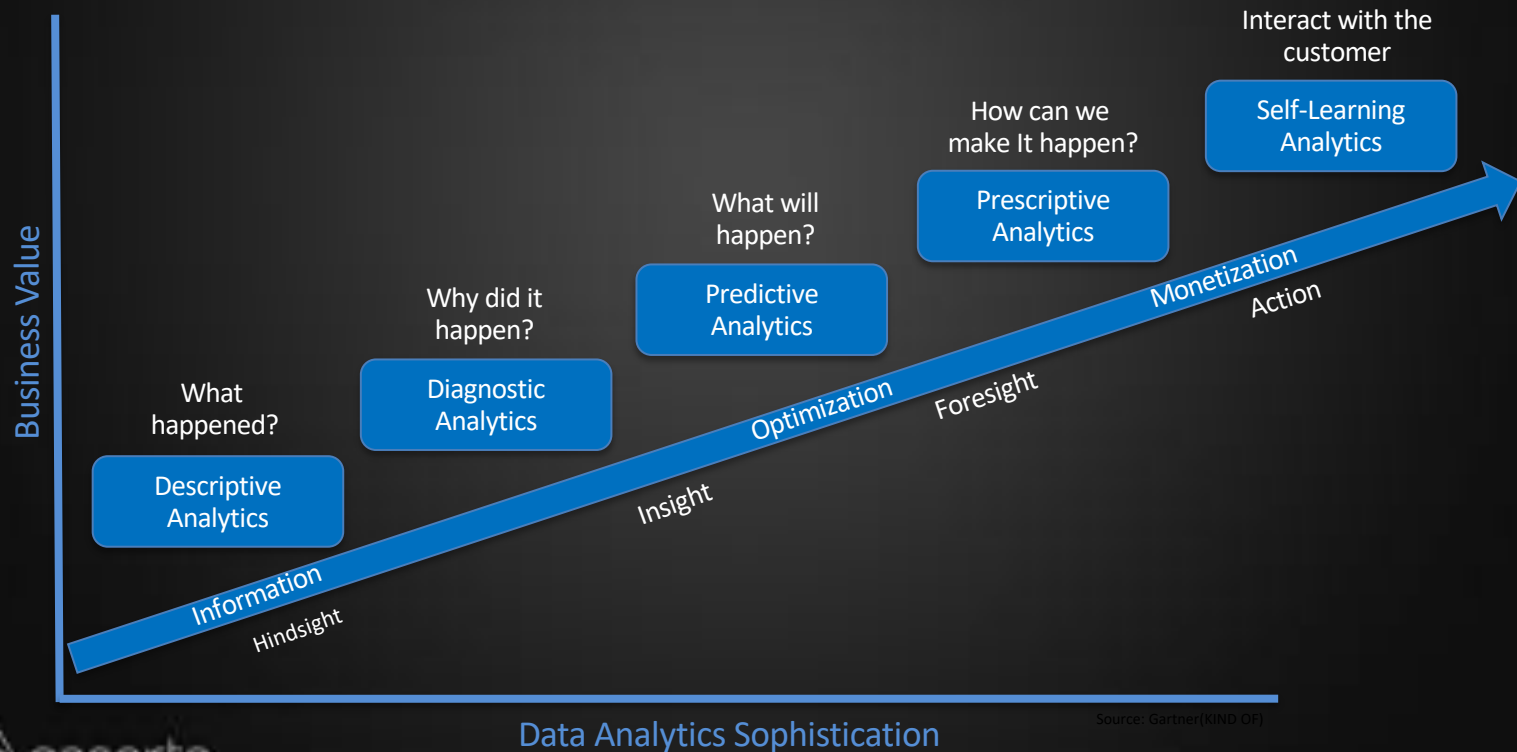 Interact with the
customer
Self-Learning
Analytics
How can we
make It happen?
Prescriptive
Analytics
What will
happen?
Predictive
Analytics
Why did it
happen?
Diagnostic
Analytics
What
happened?
Descriptive
Analytics
Business Value
Information
Optimization
Monetization
Hindsight
Insight
Foresight
Action
Data Analytics Sophistication
Source: Gartner(KIND OF)